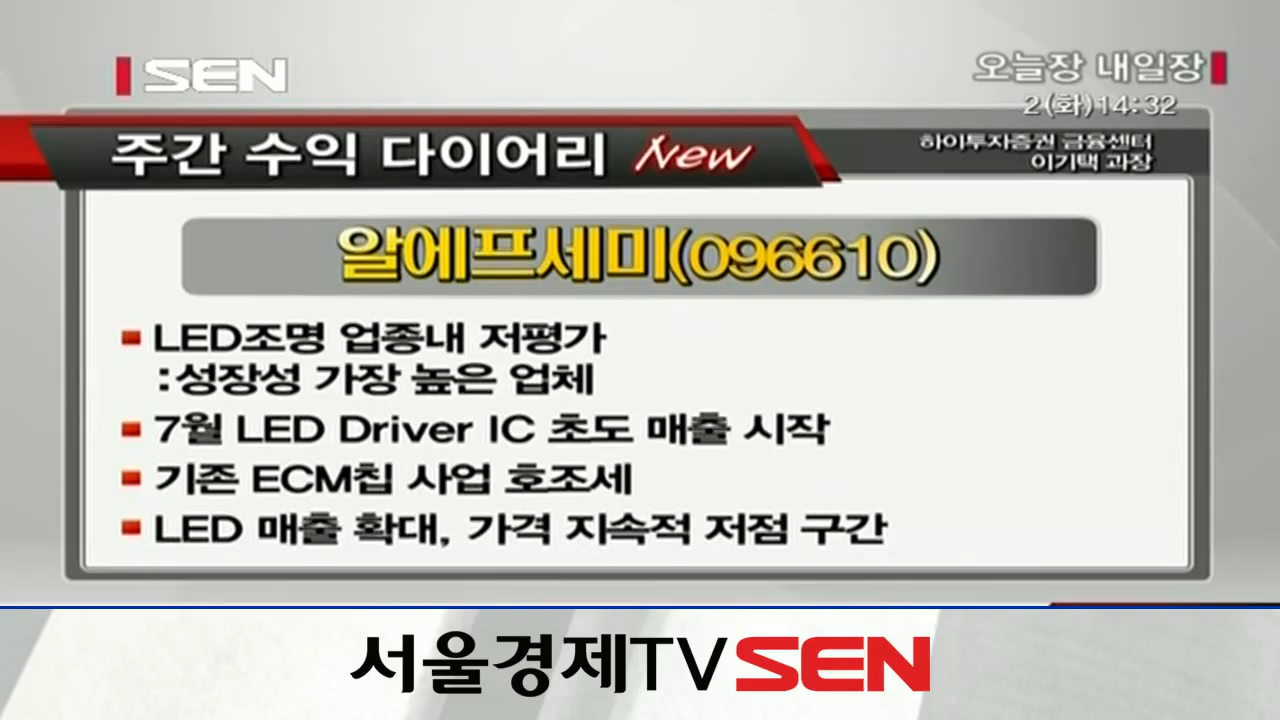 SEN
오늘장 내일장
2(화)14:32
주간 수익 다이어리 New
하이투자증권 금융센터
이기택 과장
알에프세미(096610)
LED조명 업종내 저평가
:성장성 가장 높은 업체
7월 LED Driver IC 초도 매출 시작
기존 ECM칩 사업 호조세
LED 매출 확대, 가격 지속적 저점 구간
서울경제TV SEN